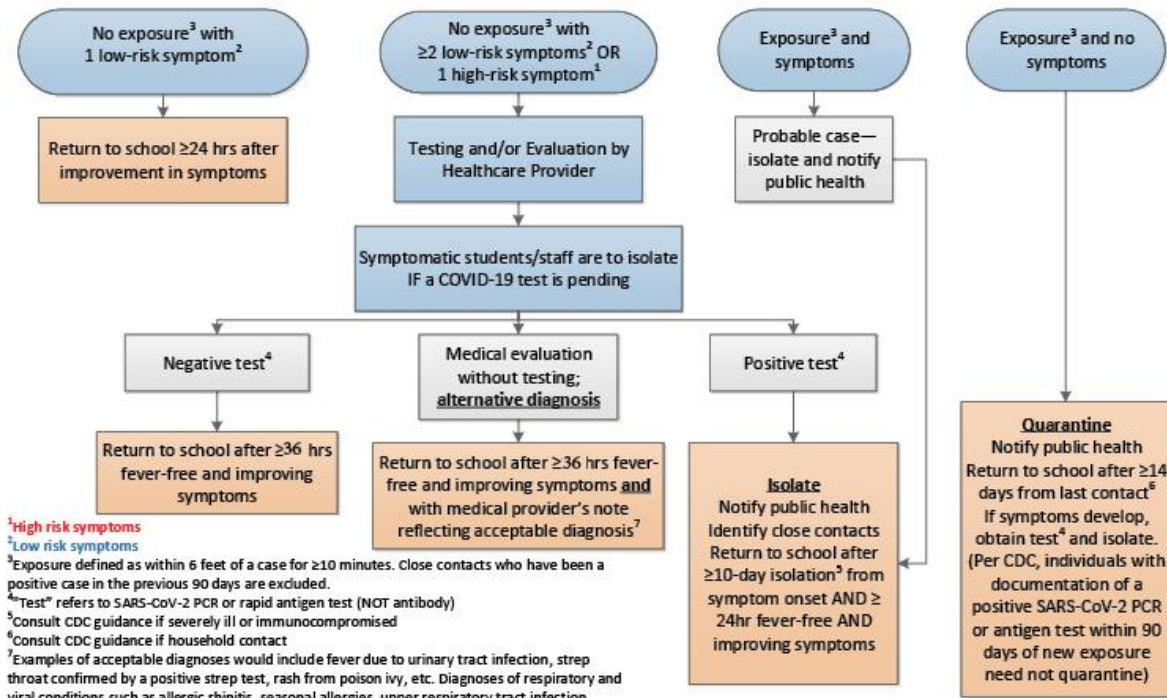 No exposure³ with
1 low-risk symptom²
No exposure³ with
≥2 low-risk symptoms² OR
1 high-risk symptom¹
Exposure³ and
symptoms
Exposure³ and no
symptoms
Return to school ≥24 hrs after
improvement in symptoms
Testing and/or Evaluation by
Healthcare Provider
Probable case—
isolate and notify
public health
Symptomatic students/staff are to isolate
IF a COVID-19 test is pending
Negative test⁴
Medical evaluation
without testing;
alternative diagnosis
Positive test⁴
Return to school after ≥36 hrs
fever-free and improving
symptoms
Return to school after ≥36 hrs fever-
free and improving symptoms and
with medical provider's note
reflecting acceptable diagnosis⁷
Isolate
Notify public health
Identify close contacts
Return to school after
≥10-day isolation⁵ from
symptom onset AND ≥
24hr fever-free AND
improving symptoms
Quarantine
Notify public health
Return to school after ≥14
days from last contact⁶
If symptoms develop,
obtain test⁴ and isolate.
(Per CDC, individuals with
documentation of a
positive SARS-CoV-2 PCR
or antigen test within 90
days of new exposure
need not quarantine)
¹High risk symptoms
²Low risk symptoms
³Exposure defined as within 6 feet of a case for ≥10 minutes. Close contacts who have been a
positive case in the previous 90 days are excluded.
⁴"Test" refers to SARS-CoV-2 PCR or rapid antigen test (NOT antibody)
⁵Consult CDC guidance if severely ill or immunocompromised
⁶Consult CDC guidance if household contact
⁷Examples of acceptable diagnoses would include fever due to urinary tract infection, strep
throat confirmed by a positive strep test, rash from poison ivy, etc. Diagnoses of respiratory and
viral conditions such as allergic rhinitis, seasonal allergies, upper respiratory tract infection